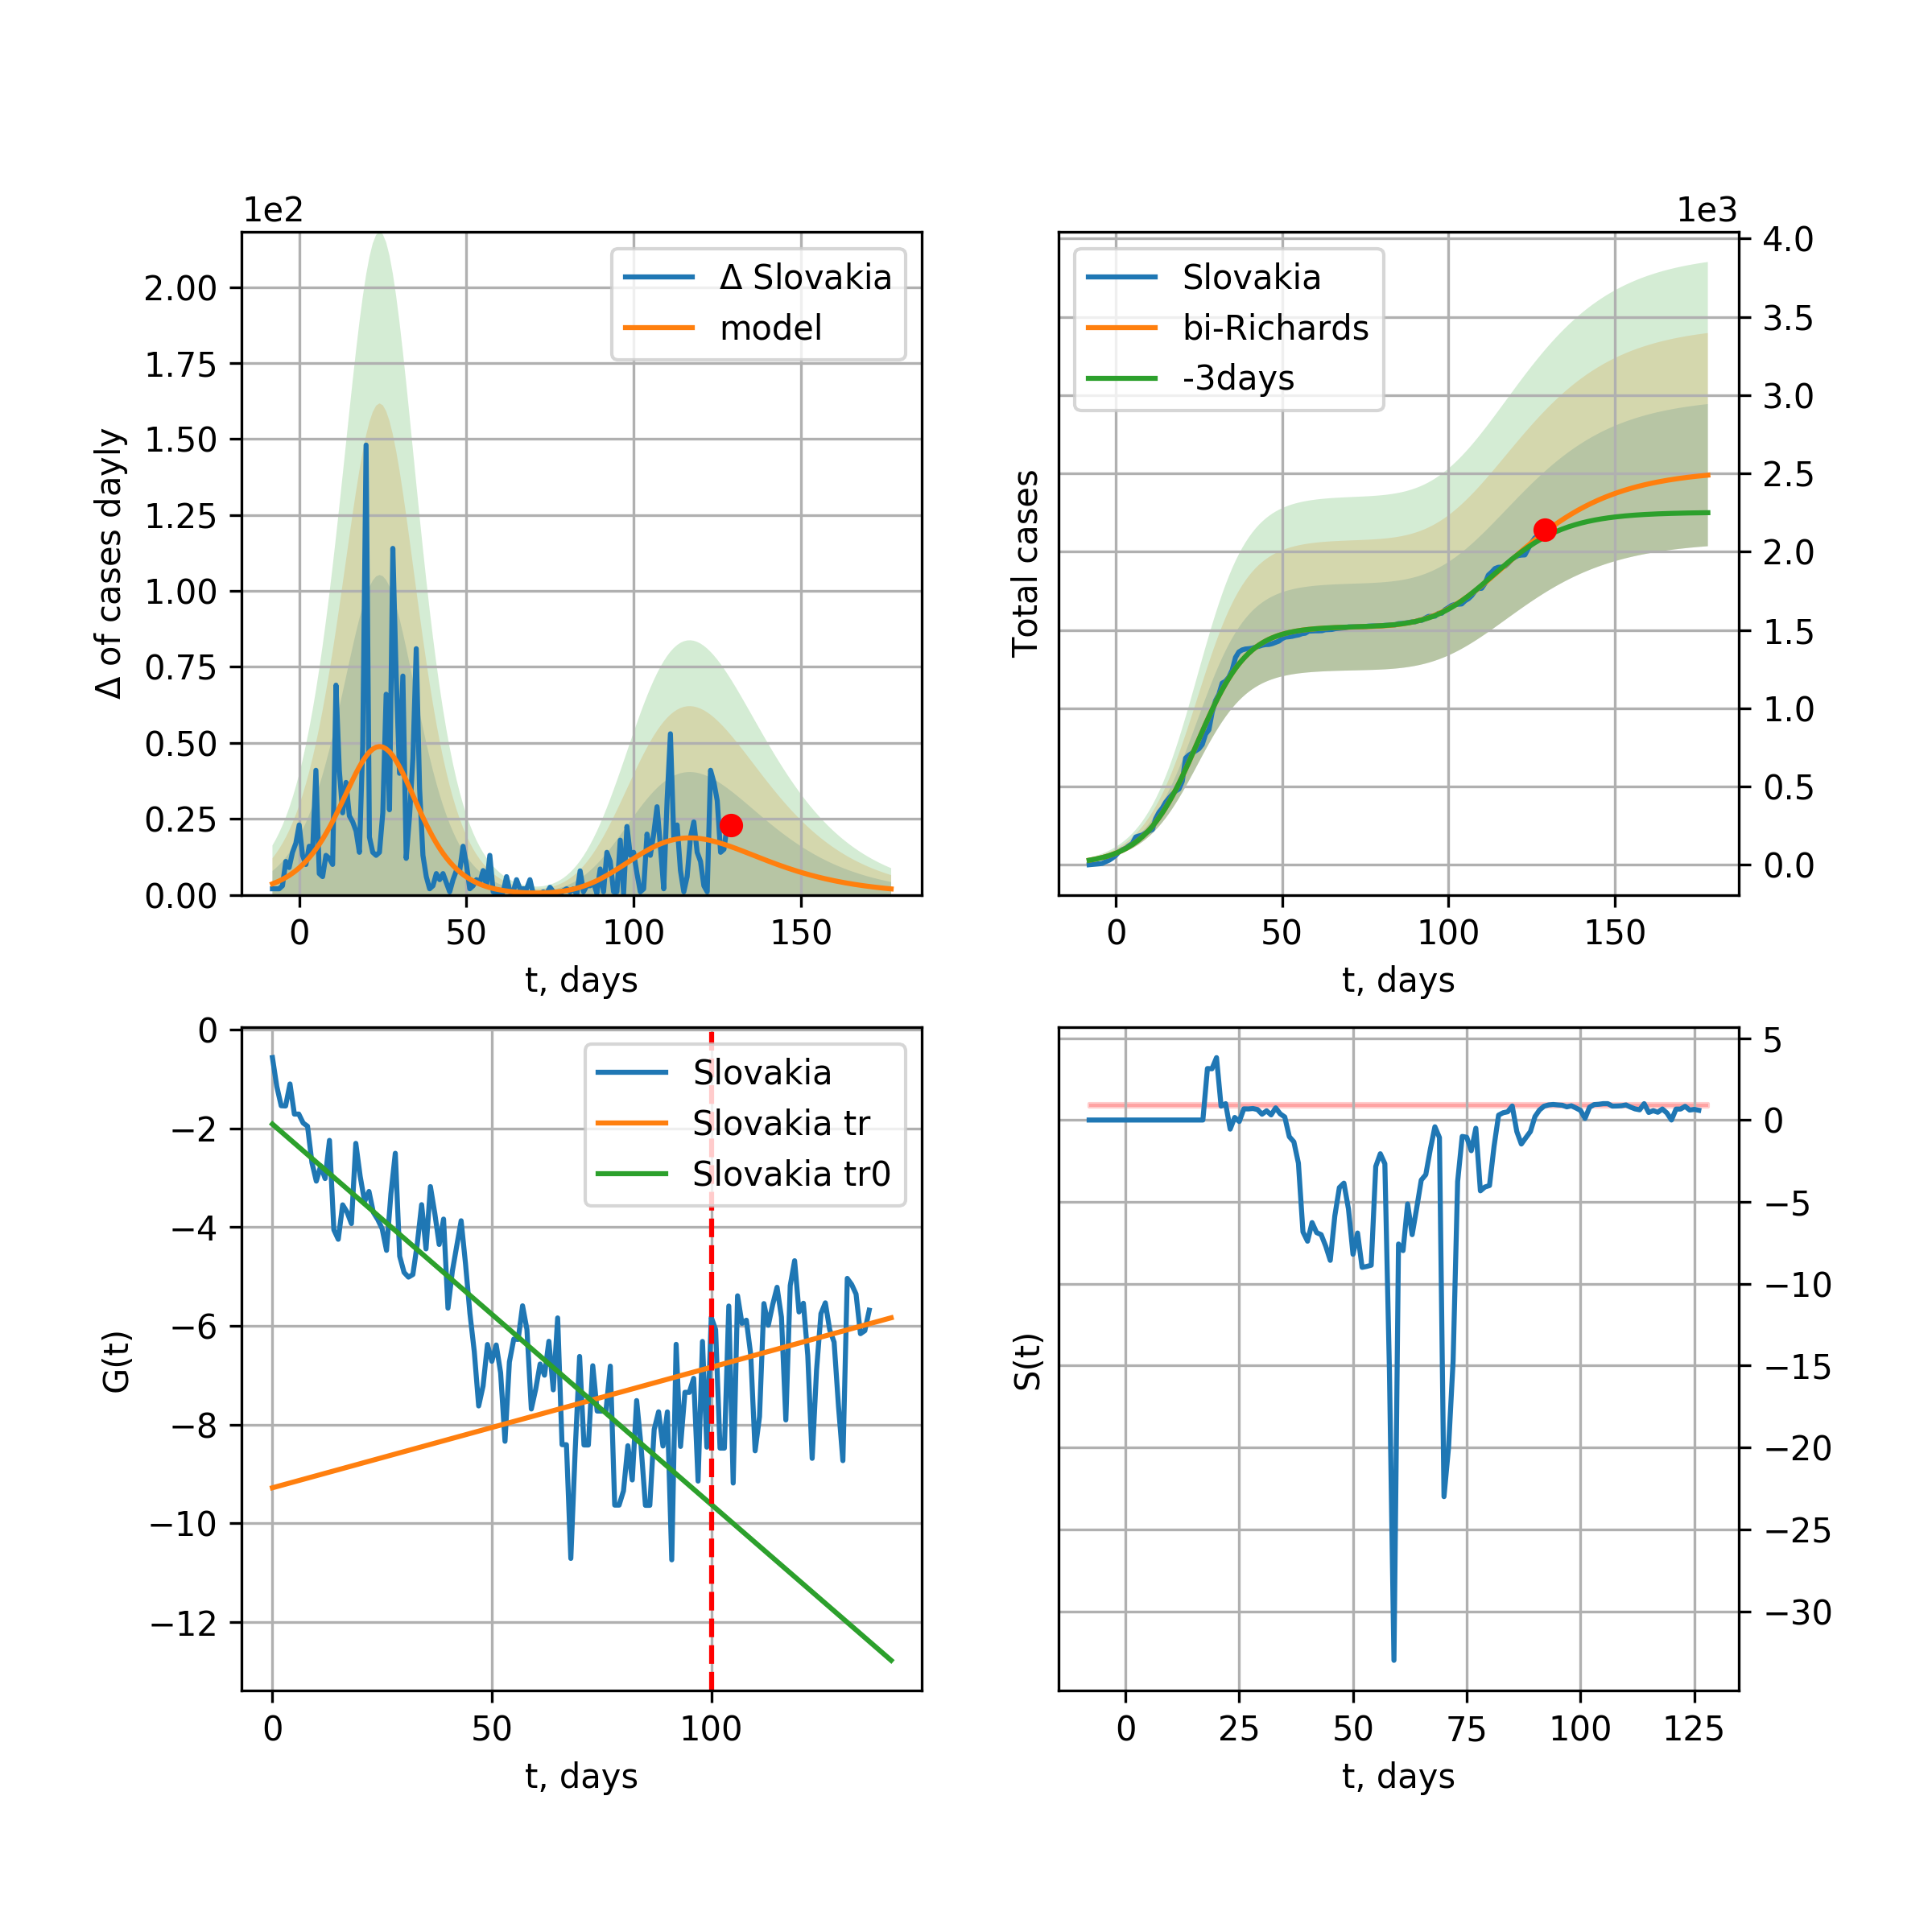 1e2
Δ of cases dayly
2.00
1.75
1.50
1.25
1.00
0.75
0.50
0.25
0.00
Δ Slovakia
model
0 50 100 150
t, days
1e3
Total cases
Slovakia
bi-Richards
-3days
4.0
3.5
3.0
2.5
2.0
1.5
1.0
0.5
0.0
0 50 100 150
t, days
G(t)
0
−2
−4
−6
−8
−10
−12
Slovakia
Slovakia tr
Slovakia tr0
0 50 100
t, days
S(t)
5
0
−5
−10
−15
−20
−25
−30
0 25 50 75 100 125
t, days